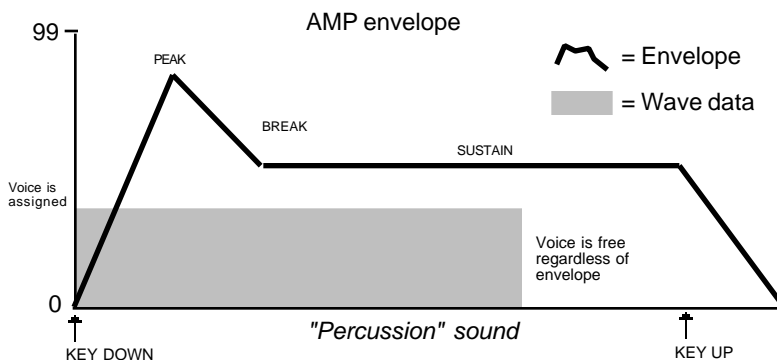 AMP envelope
99
PEAK
= Envelope
= Wave data
BREAK
SUSTAIN
Voice is
assigned
Voice is free
regardless of
envelope
0
"Percussion" sound
KEY DOWN
KEY UP